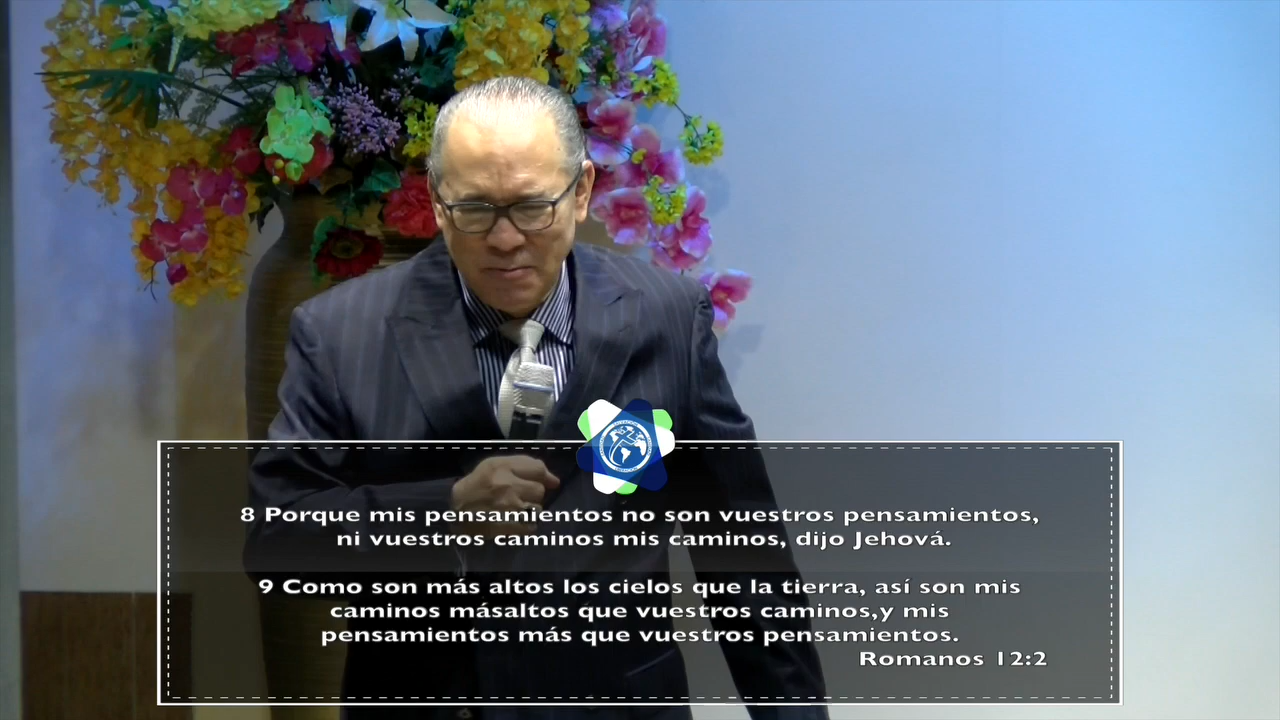 8 Porque mis pensamientos no son vuestros pensamientos,
ni vuestros caminos mis caminos, dijo Jehová.
9 Como son más altos los cielos que la tierra, así son mis
caminos másaltos que vuestros caminos,y mis
pensamientos más que vuestros pensamientos.
Romanos 12:2